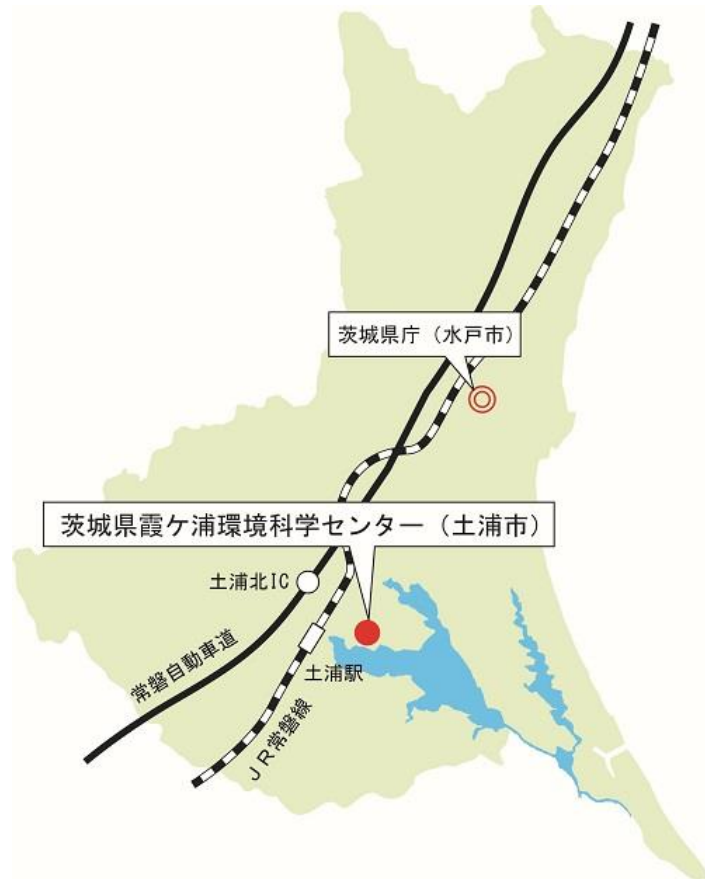 茨城県庁（水戸市）
茨城県霞ケ浦環境科学センター（土浦市）
土浦北IC
土浦駅
常磐自動車道
ＪＲ常磐線